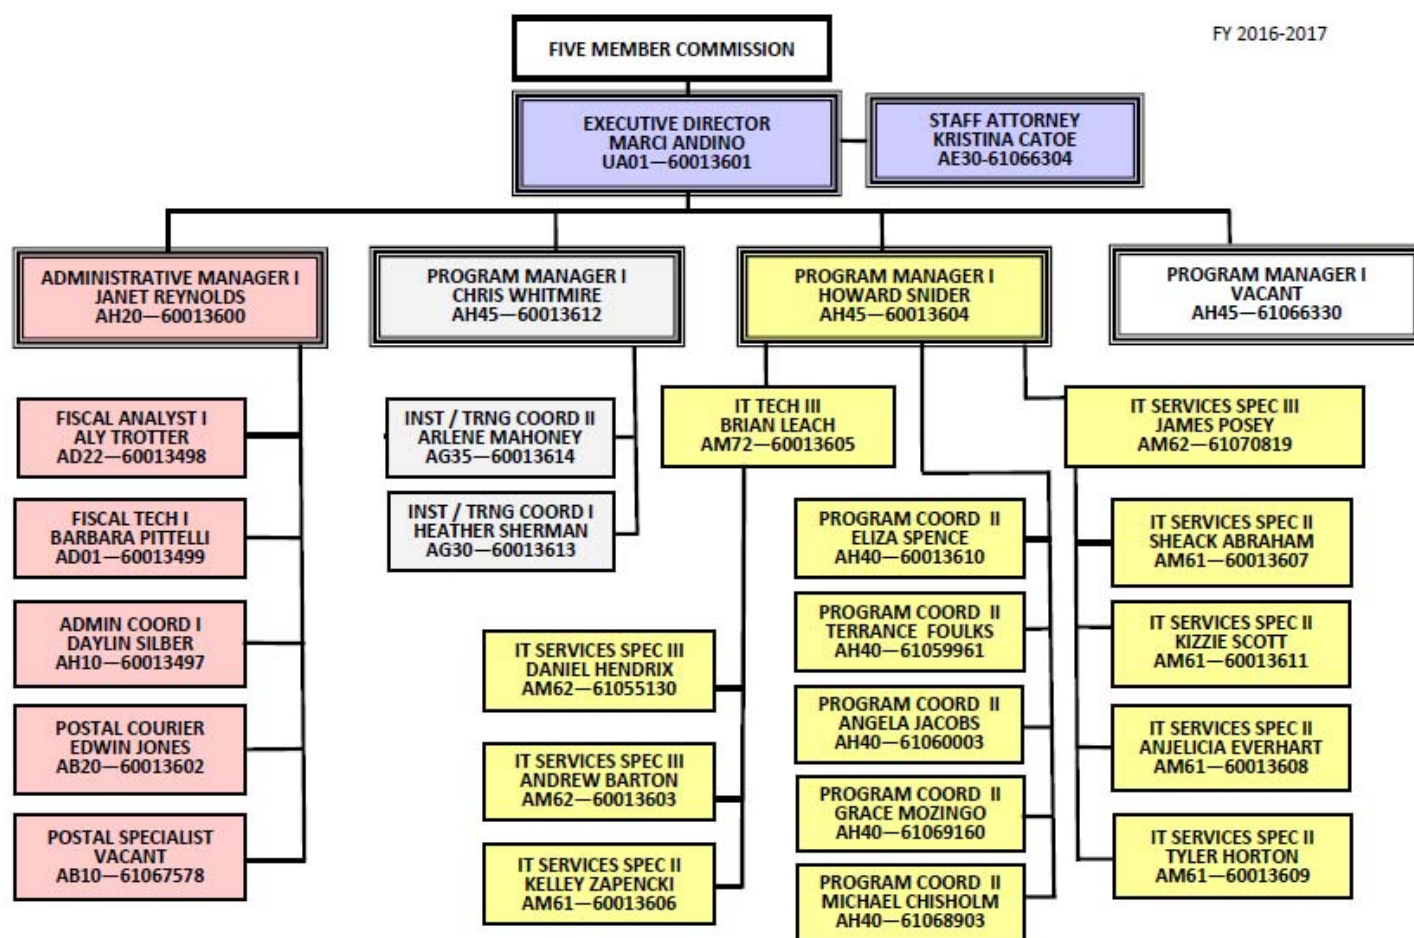 FY 2016-2017
FIVE MEMBER COMMISSION
EXECUTIVE DIRECTOR
MARCI ANDINO
UA01—60013601
STAFF ATTORNEY
KRISTINA CATOE
AE30-61066304
ADMINISTRATIVE MANAGER I
JANET REYNOLDS
AH20—60013600
PROGRAM MANAGER I
CHRIS WHITMIRE
AH45—60013612
PROGRAM MANAGER I
HOWARD SNIDER
AH45—60013604
PROGRAM MANAGER I
VACANT
AH45—61066330
FISCAL ANALYST I
ALY TROTTER
AD22—60013498
FISCAL TECH I
BARBARA PITTELLI
AD01—60013499
ADMIN COORD I
DAYLIN SILBER
AH10—60013497
POSTAL COURIER
EDWIN JONES
AB20—60013602
POSTAL SPECIALIST
VACANT
AB10—61067578
INST / TRNG COORD II
ARLENE MAHONEY
AG35—60013614
INST / TRNG COORD I
HEATHER SHERMAN
AG30—60013613
IT TECH III
BRIAN LEACH
AM72—60013605
IT SERVICES SPEC III
DANIEL HENDRIX
AM62—61055130
IT SERVICES SPEC III
ANDREW BARTON
AM62—60013603
IT SERVICES SPEC II
KELLEY ZAPENCKI
AM61—60013606
PROGRAM COORD II
ELIZA SPENCE
AH40—60013610
PROGRAM COORD II
TERRANCE FOULKS
AH40—61059961
PROGRAM COORD II
ANGELA JACOBS
AH40—61060003
PROGRAM COORD II
GRACE MOZINGO
AH40—61069160
PROGRAM COORD II
MICHAEL CHISHOLM
AH40—61068903
IT SERVICES SPEC III
JAMES POSEY
AM62—61070819
IT SERVICES SPEC II
SHEACK ABRAHAM
AM61—60013607
IT SERVICES SPEC II
KIZZIE SCOTT
AM61—60013611
IT SERVICES SPEC II
ANJELICIA EVERHART
AM61—60013608
IT SERVICES SPEC II
TYLER HORTON
AM61—60013609